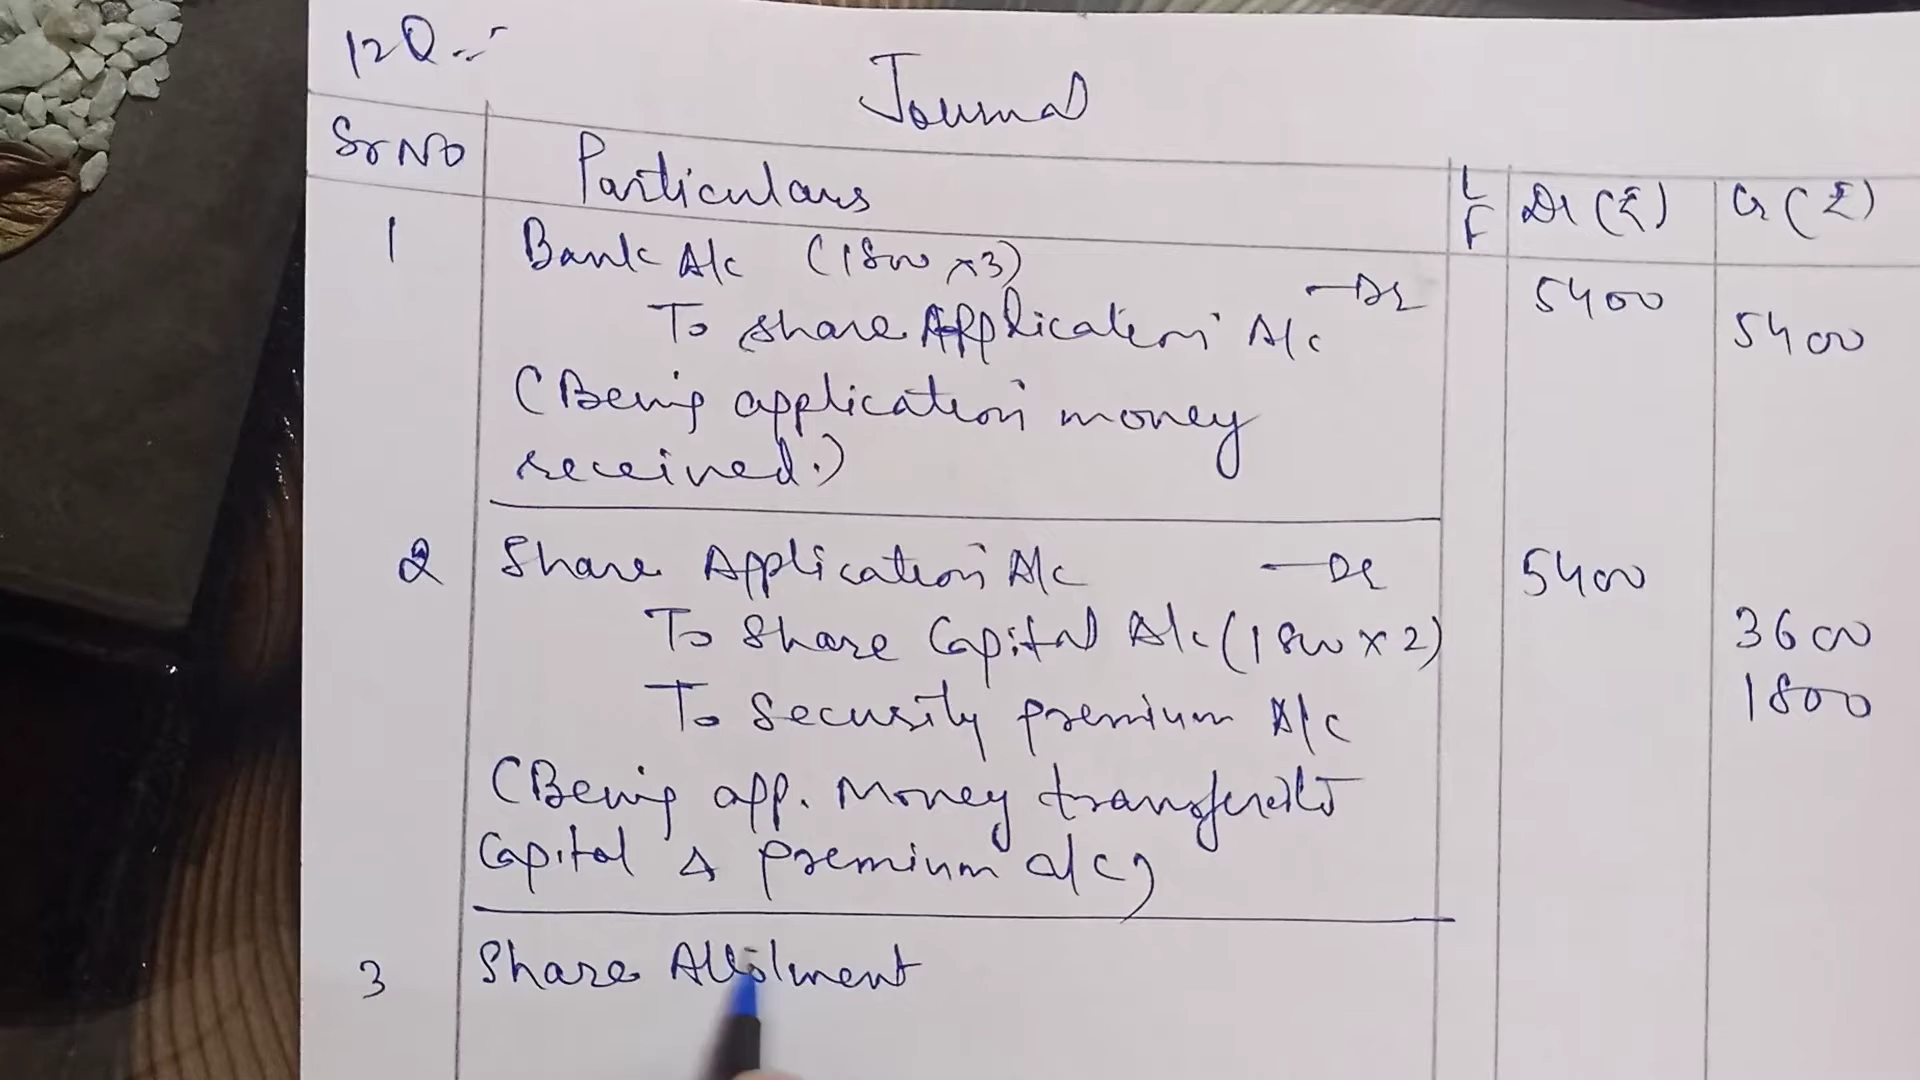 12Q.-:-
Journal
Sr No Particulars L F Dr (₹) Cr (₹)
1 Bank A/c (1800 × 3) —Dr 5400
To Share Application A/c 5400
(Being application money
received.)
2 Share Application A/c —Dr 5400
To Share Capital A/c (1800 × 2) 3600
To Security premium A/c 1800
(Being app. Money
Capital & premium a/c)
3 Share Allotment